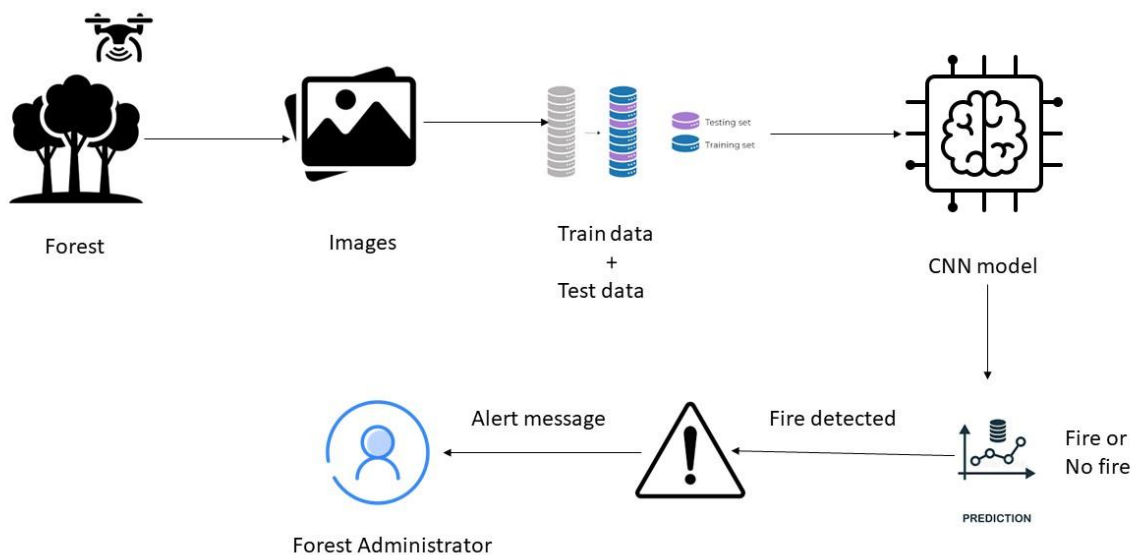 Forest
Images
Testing set
Training set
Train data
+
Test data
CNN model
Fire or
No fire
PREDICTION
Fire detected
Alert message
Forest Administrator